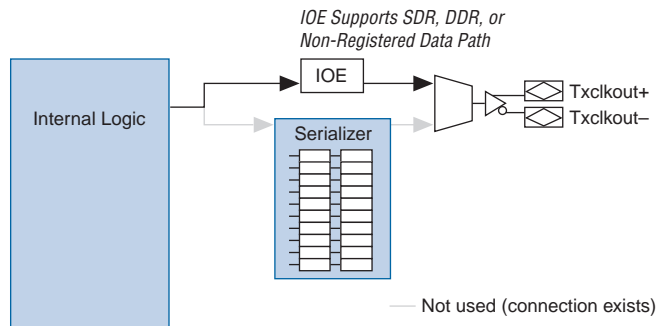 IOE Supports SDR, DDR, or
Non-Registered Data Path
IOE
Internal Logic
Txclkout+
Txclkout–
Serializer
Not used (connection exists)